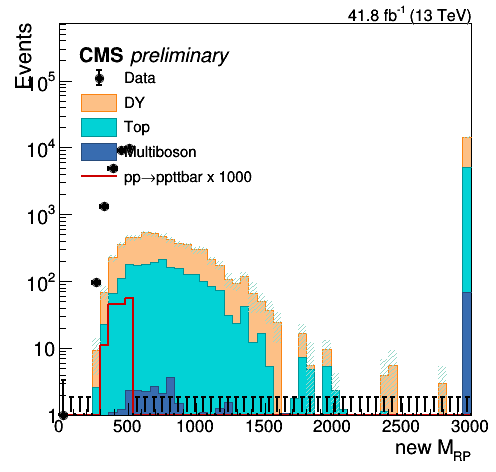 41.8 fb⁻¹ (13 TeV)
Events
CMS preliminary
Data
DY
Top
Multiboson
pp→ppttbar x 1000
10⁵
10⁴
10³
10²
10
1
0 500 1000 1500 2000 2500 3000
new M_RP